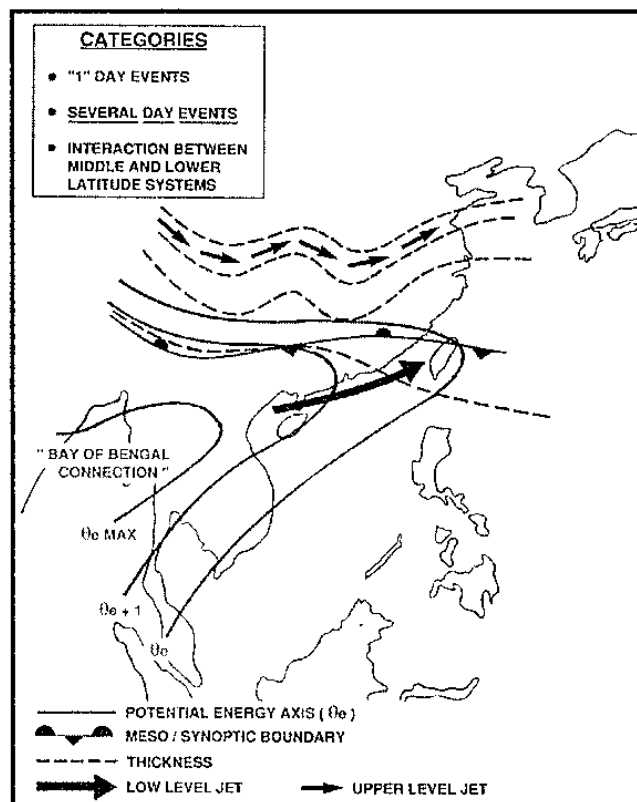 CATEGORIES
• "1" DAY EVENTS
• SEVERAL DAY EVENTS
• INTERACTION BETWEEN
MIDDLE AND LOWER
LATITUDE SYSTEMS
"BAY OF BENGAL
CONNECTION"
θe MAX
θe + 1
θe
POTENTIAL ENERGY AXIS (θe)
MESO / SYNOPTIC BOUNDARY
THICKNESS
LOW LEVEL JET
UPPER LEVEL JET